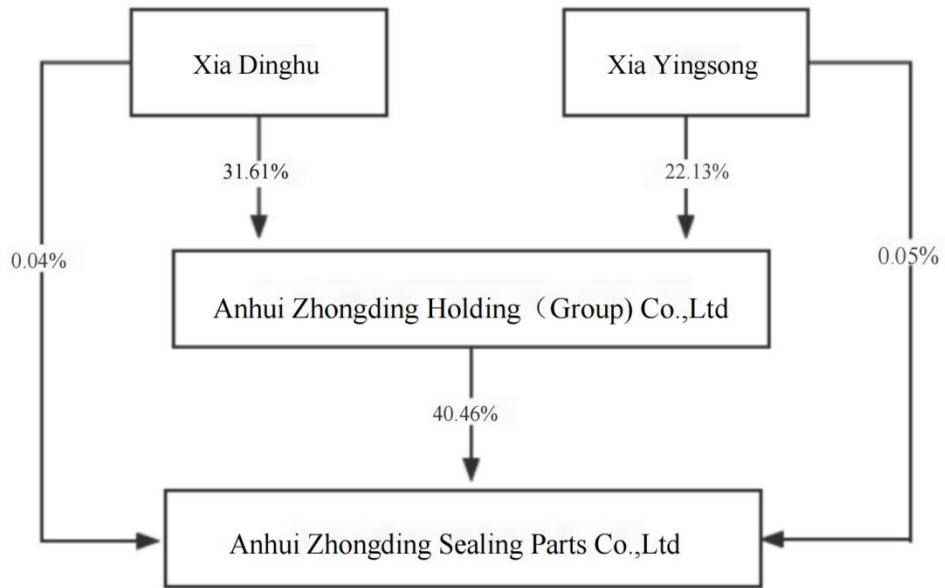 Xia Dinghu
Xia Yingsong
31.61%
22.13%
0.04%
0.05%
Anhui Zhongding Holding（Group) Co.,Ltd
40.46%
Anhui Zhongding Sealing Parts Co.,Ltd